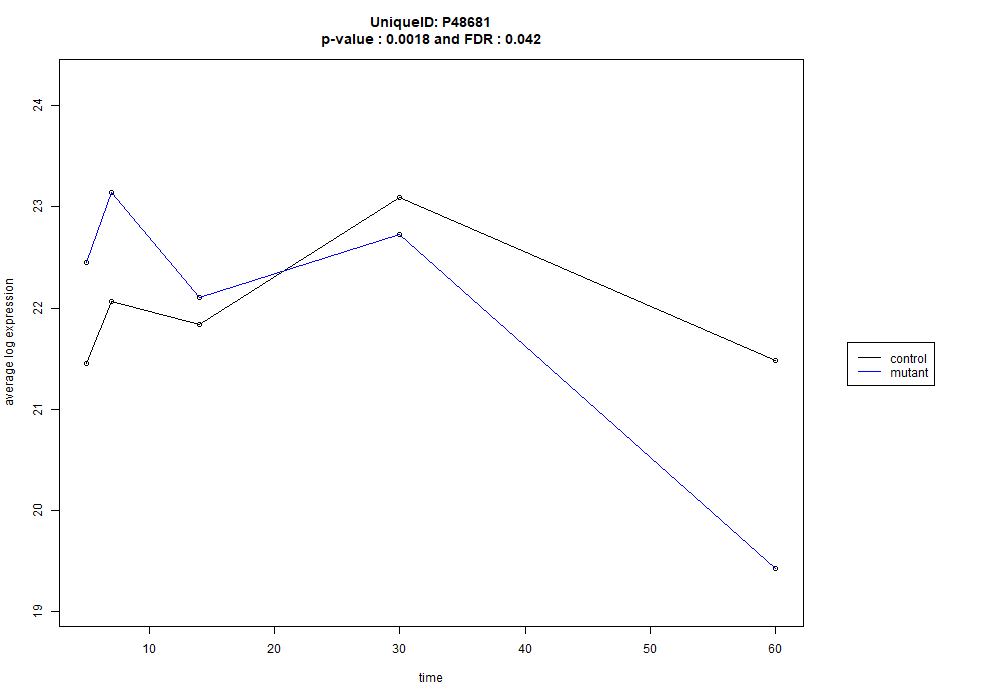 UniqueID: P48681
p-value : 0.0018 and FDR : 0.042
24
23
22
21
20
19
average log expression
10 20 30 40 50 60
time
control
mutant